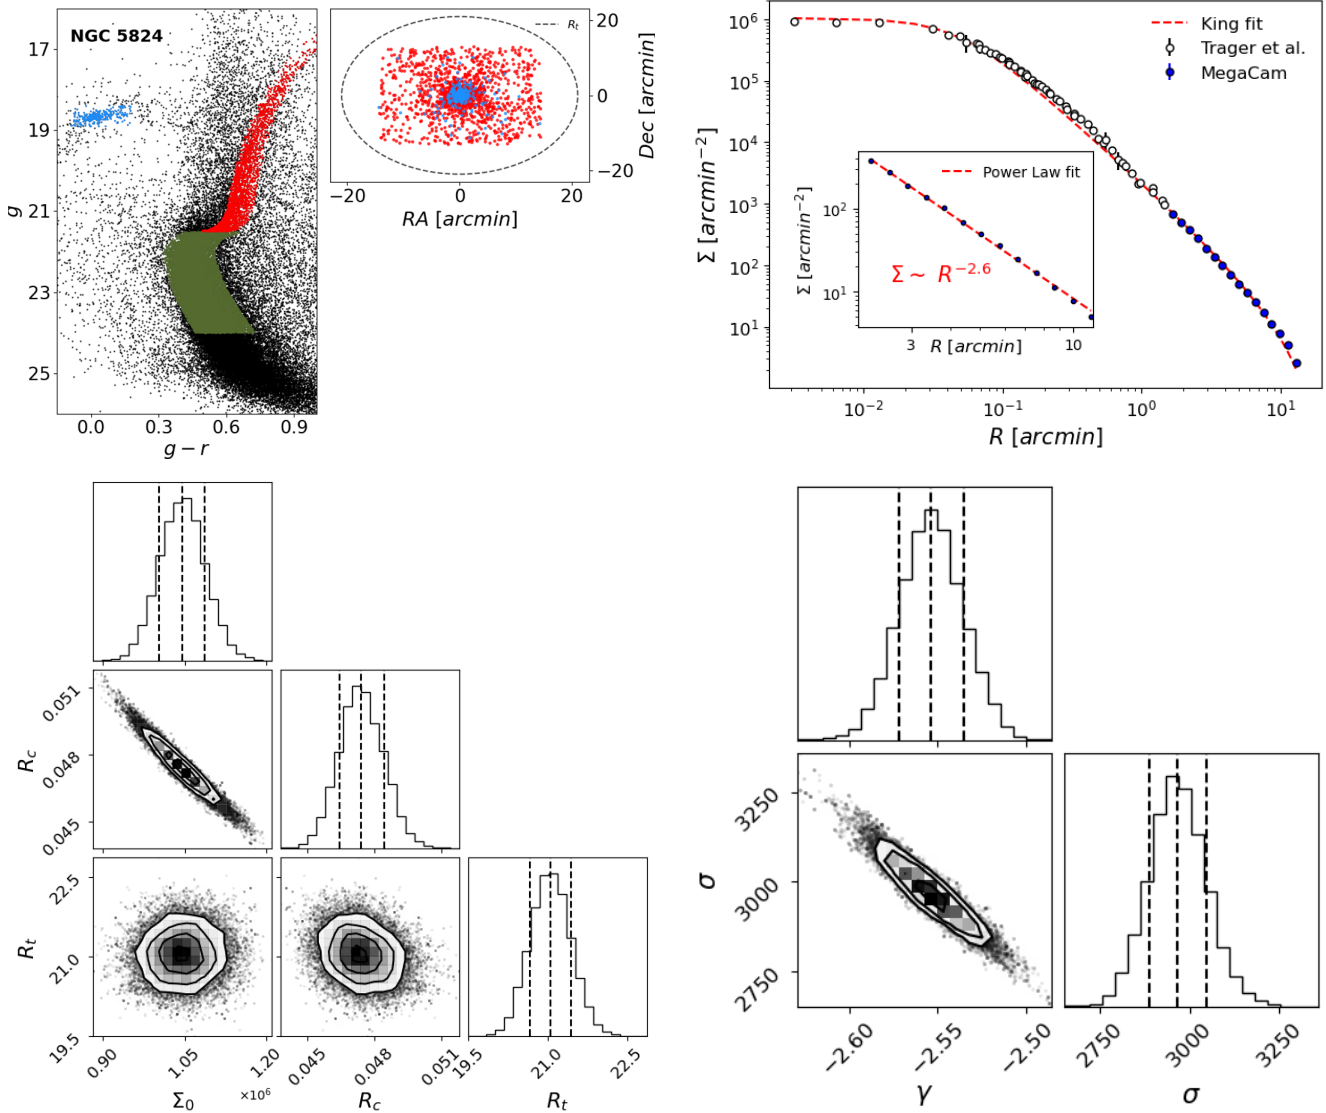 NGC 5824
17
19
21
23
25
g
0.0 0.3 0.6 0.9
g − r
R_t
20
0
−20
Dec [arcmin]
−20 0 20
RA [arcmin]
King fit
Trager et al.
MegaCam
10^6
10^5
10^4
10^3
10^2
10^1
Σ [arcmin^−2]
10^−2 10^−1 10^0 10^1
R [arcmin]
Power Law fit
10^2
10^1
Σ [arcmin^−2]
Σ ∼ R^−2.6
3 10
R [arcmin]
0.051
0.048
0.045
R_c
22.5
21.0
19.5
R_t
0.90 1.05 1.20
×10^6
Σ_0
0.045 0.048 0.051
R_c
19.5 21.0 22.5
R_t
3250
3000
2750
σ
−2.60 −2.55 −2.50
γ
2750 3000 3250
σ